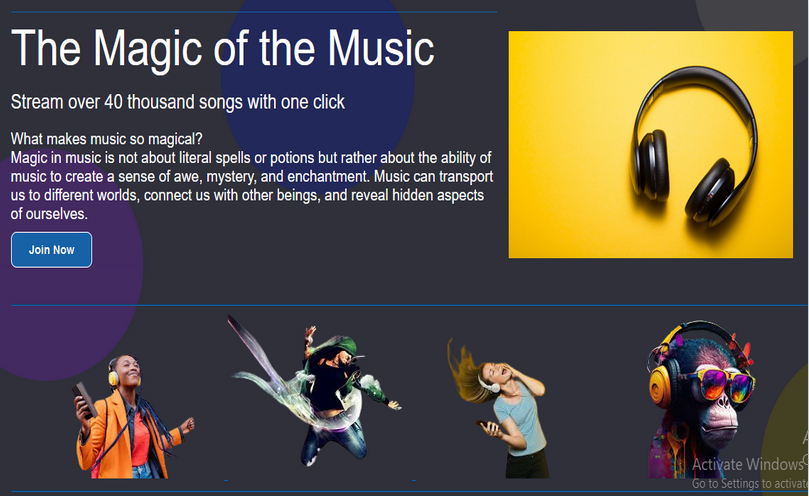 The Magic of the Music
Stream over 40 thousand songs with one click
What makes music so magical?
Magic in music is not about literal spells or potions but rather about the ability of
music to create a sense of awe, mystery, and enchantment. Music can transport
us to different worlds, connect us with other beings, and reveal hidden aspects
of ourselves.
Join Now
Activate Windows
Go to Settings to activate